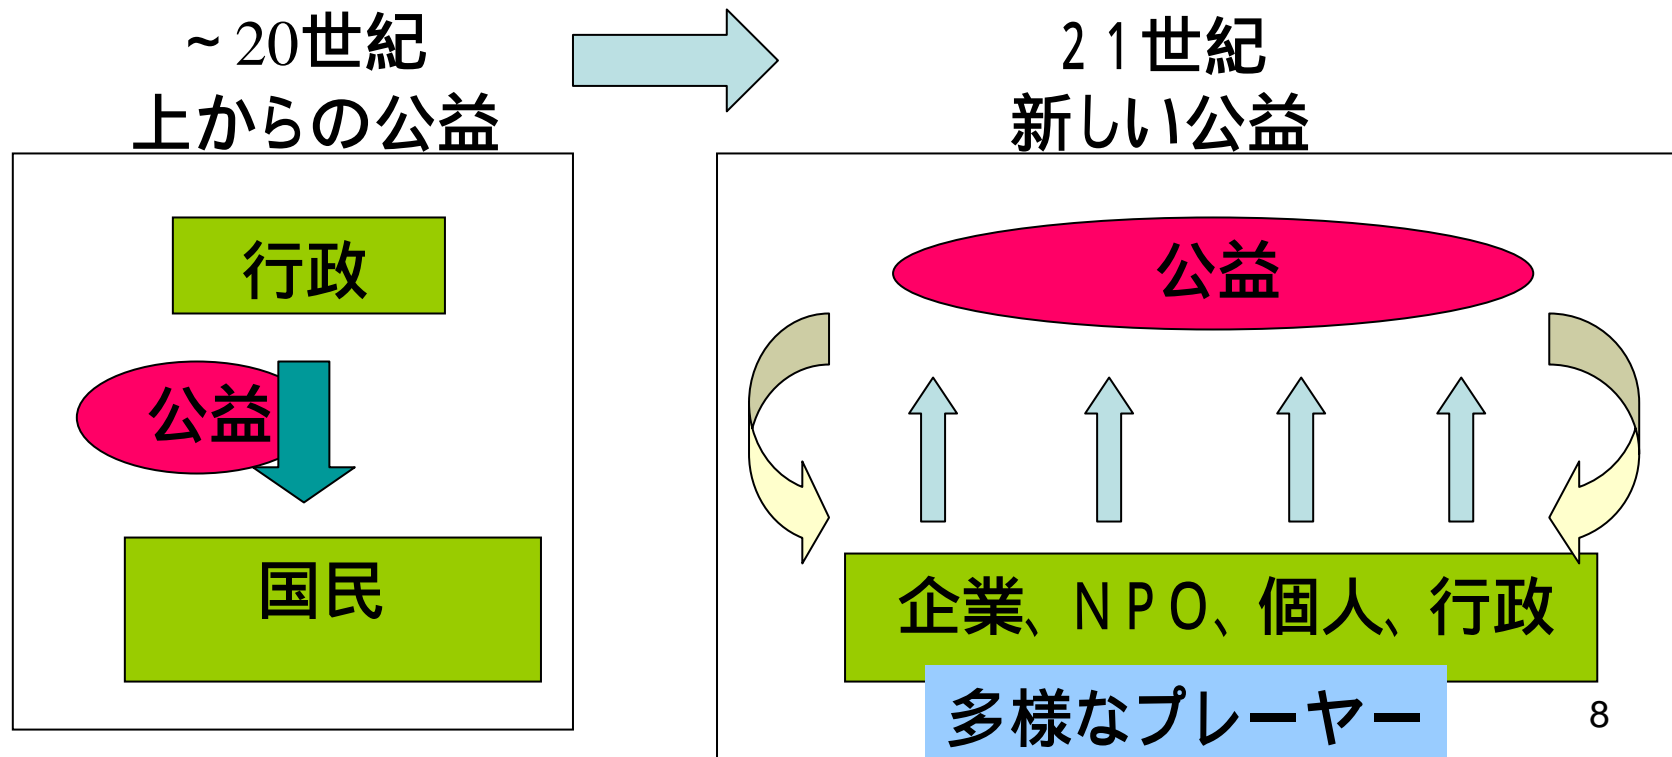 ~20世紀
上からの公益
行政
公益
国民
２１世紀
新しい公益
公益
企業、ＮＰＯ、個人、行政
多様なプレーヤー
8